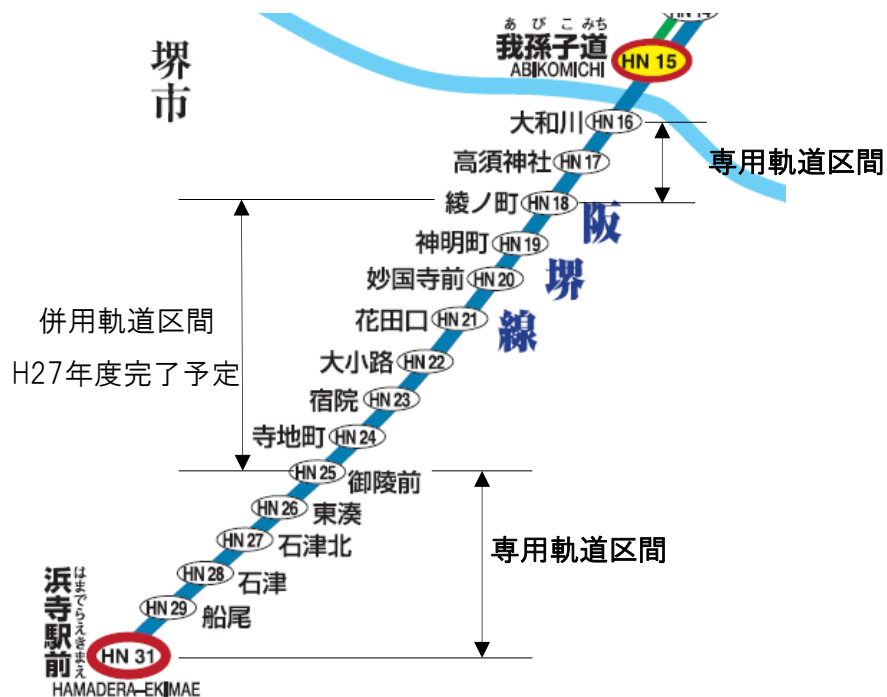 HN 14
あびこみち
我孫子道
ABIKOMICHI
HN 15
堺市
大和川 HN 16
高須神社 HN 17
専用軌道区間
綾ノ町 HN 18
神明町 HN 19
妙国寺前 HN 20
阪堺線
花田口 HN 21
併用軌道区間
H27年度完了予定
大小路 HN 22
宿院 HN 23
寺地町 HN 24
HN 25 御陵前
HN 26 東湊
HN 27 石津北
専用軌道区間
HN 28 石津
HN 29 船尾
はまでらえきまえ
浜寺駅前
HN 31
HAMADERA-EKIMAE